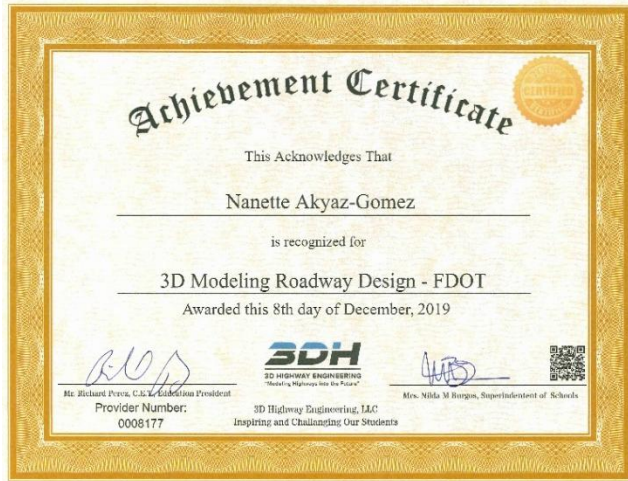 Achievement Certificate
CERTIFIED
This Acknowledges That
Nanette Akyaz-Gomez
is recognized for
3D Modeling Roadway Design - FDOT
Awarded this 8th day of December, 2019
3DH
3D HIGHWAY ENGINEERING
"Modeling Highways into the Future"
Mr. Richard Perez, C.E.V. Education President
Mrs. Nilda M Burgos, Superintendent of Schools
Provider Number:
0008177
3D Highway Engineering, LLC
Inspiring and Challanging Our Students